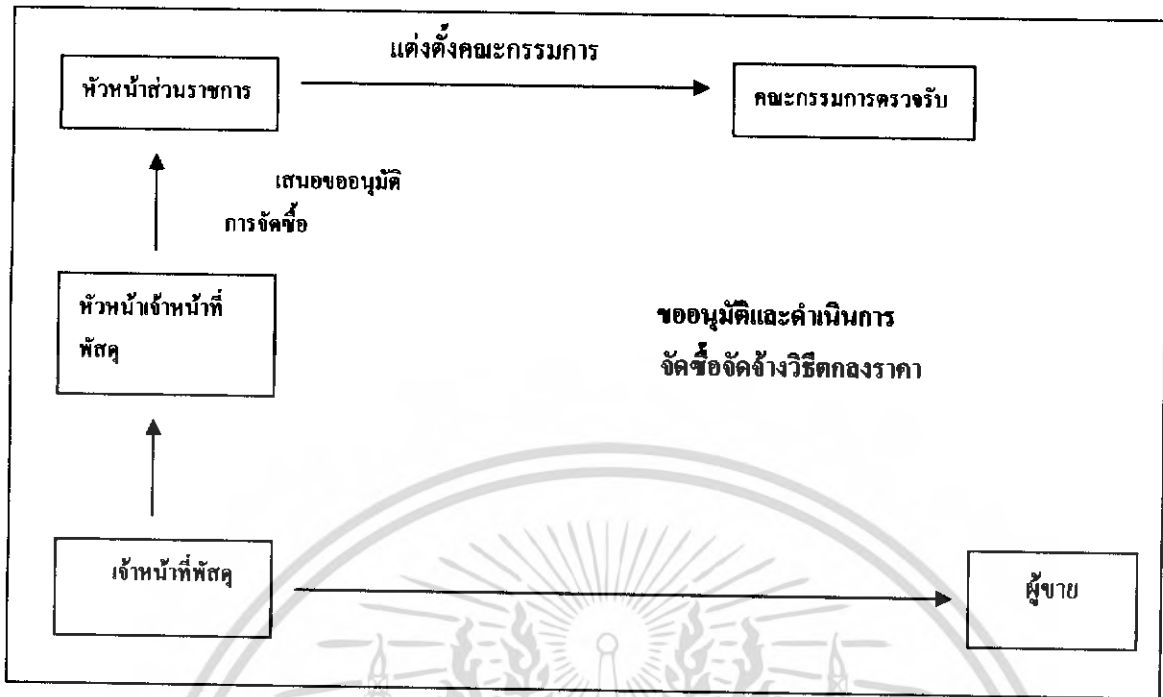 แต่งตั้งคณะกรรมการ
หัวหน้าส่วนราชการ
คณะกรรมการตรวจรับ
เสนอขออนุมัติ
การจัดซื้อ
หัวหน้าเจ้าหน้าที่
พัสดุ
ขออนุมัติและดำเนินการ
จัดซื้อจัดจ้างวิธีตกลงราคา
เจ้าหน้าที่พัสดุ
ผู้ขาย